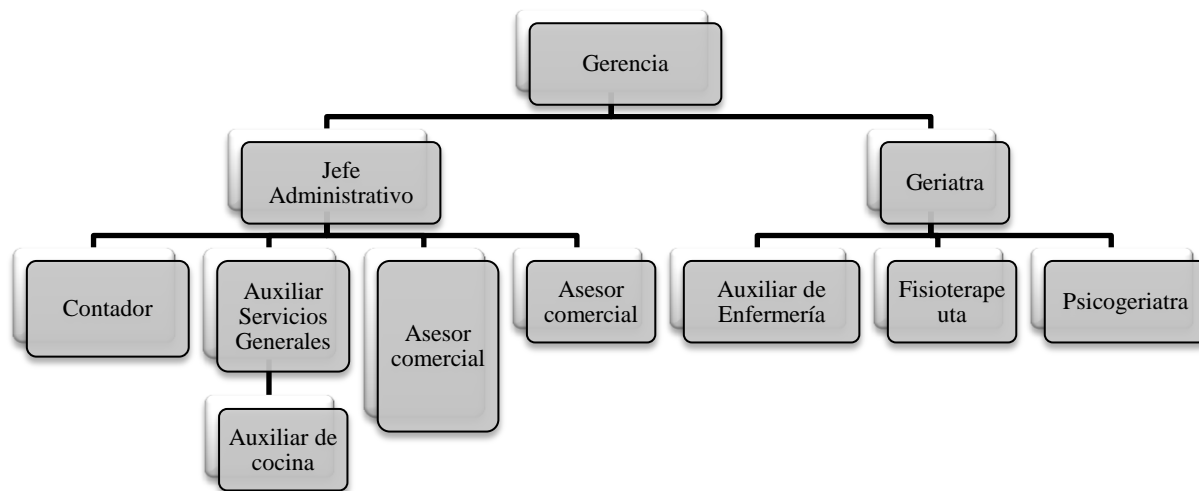 Gerencia
Jefe
Administrativo
Geriatra
Contador
Auxiliar
Servicios
Generales
Asesor
comercial
Asesor
comercial
Auxiliar de
Enfermería
Fisioterape
uta
Psicogeriatra
Auxiliar de
cocina